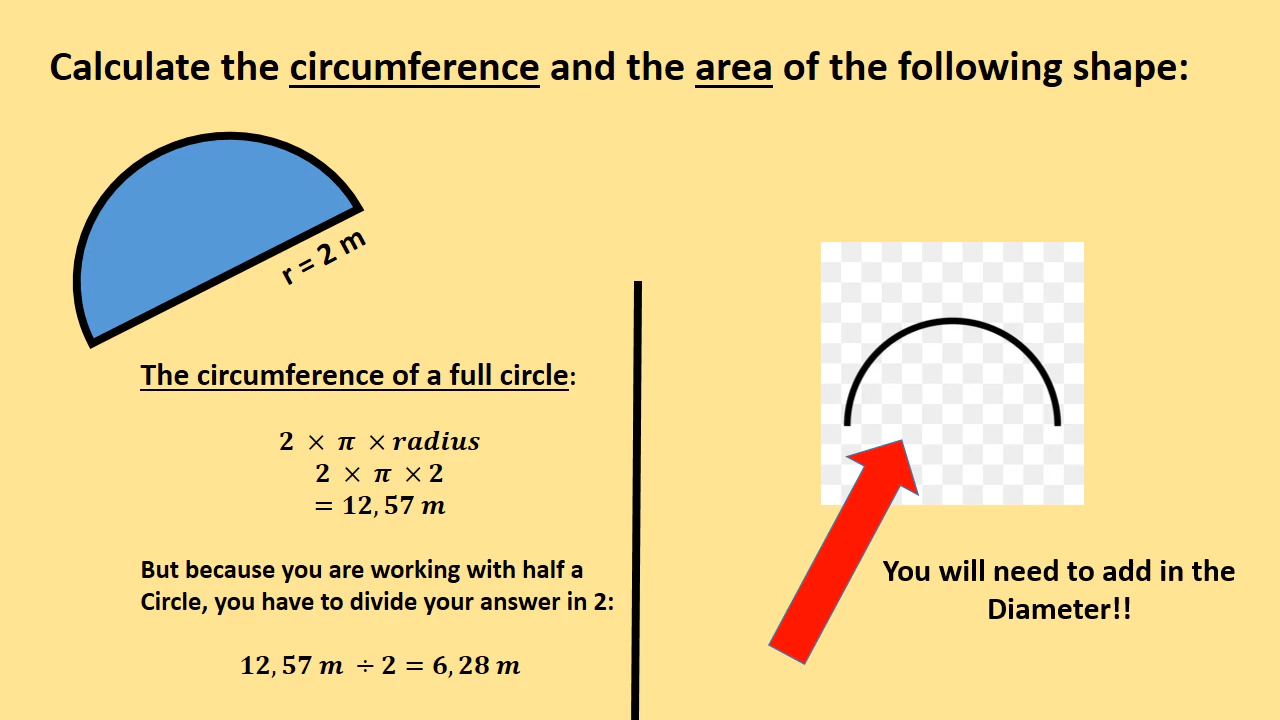 Calculate the circumference and the area of the following shape:
r = 2 m
The circumference of a full circle:
2 × π × radius
2 × π × 2
= 12, 57 m
But because you are working with half a
Circle, you have to divide your answer in 2:
12, 57 m ÷ 2 = 6, 28 m
You will need to add in the
Diameter!!